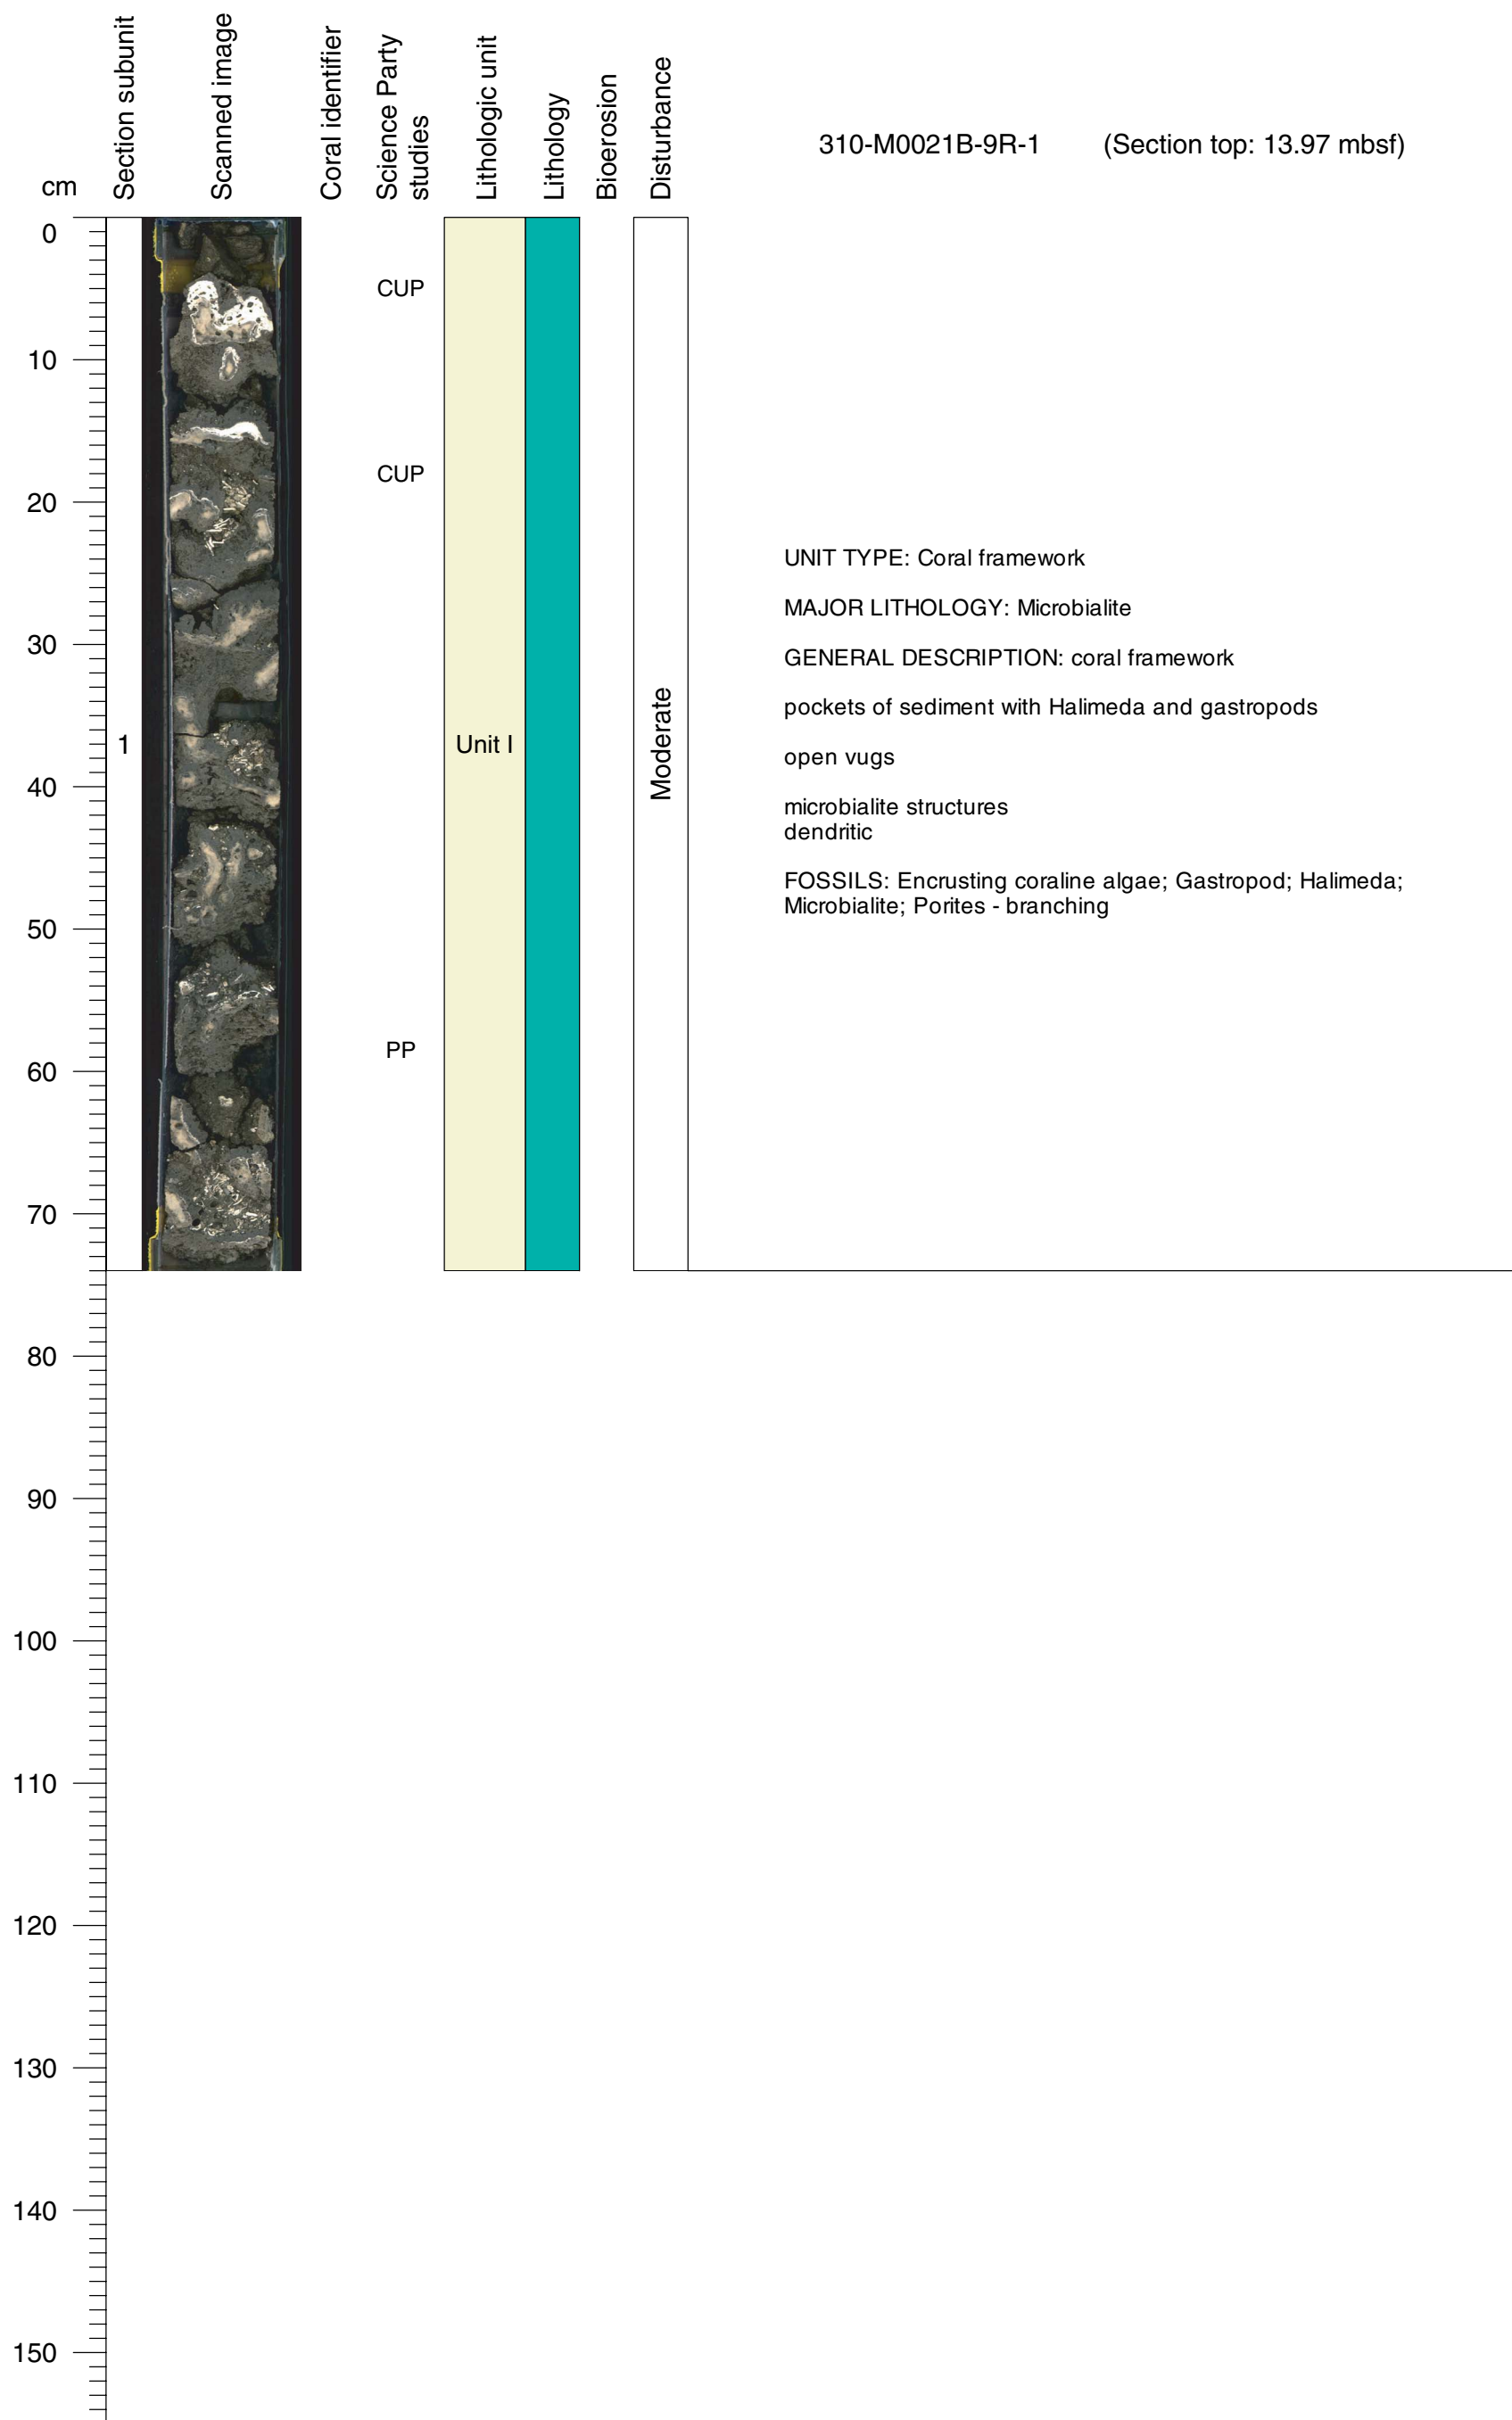 Section subunit
Scanned image
Coral identifier
Science Party
studies
Lithologic unit
Lithology
Bioerosion
Disturbance
310-M0021B-9R-1 (Section top: 13.97 mbsf)
cm
0
CUP
10
CUP
20
UNIT TYPE: Coral framework
MAJOR LITHOLOGY: Microbialite
30
GENERAL DESCRIPTION: coral framework
pockets of sediment with Halimeda and gastropods
1
Unit I
Moderate
open vugs
40
microbialite structures
dendritic
FOSSILS: Encrusting coraline algae; Gastropod; Halimeda;
Microbialite; Porites - branching
50
PP
60
70
80
90
100
110
120
130
140
150